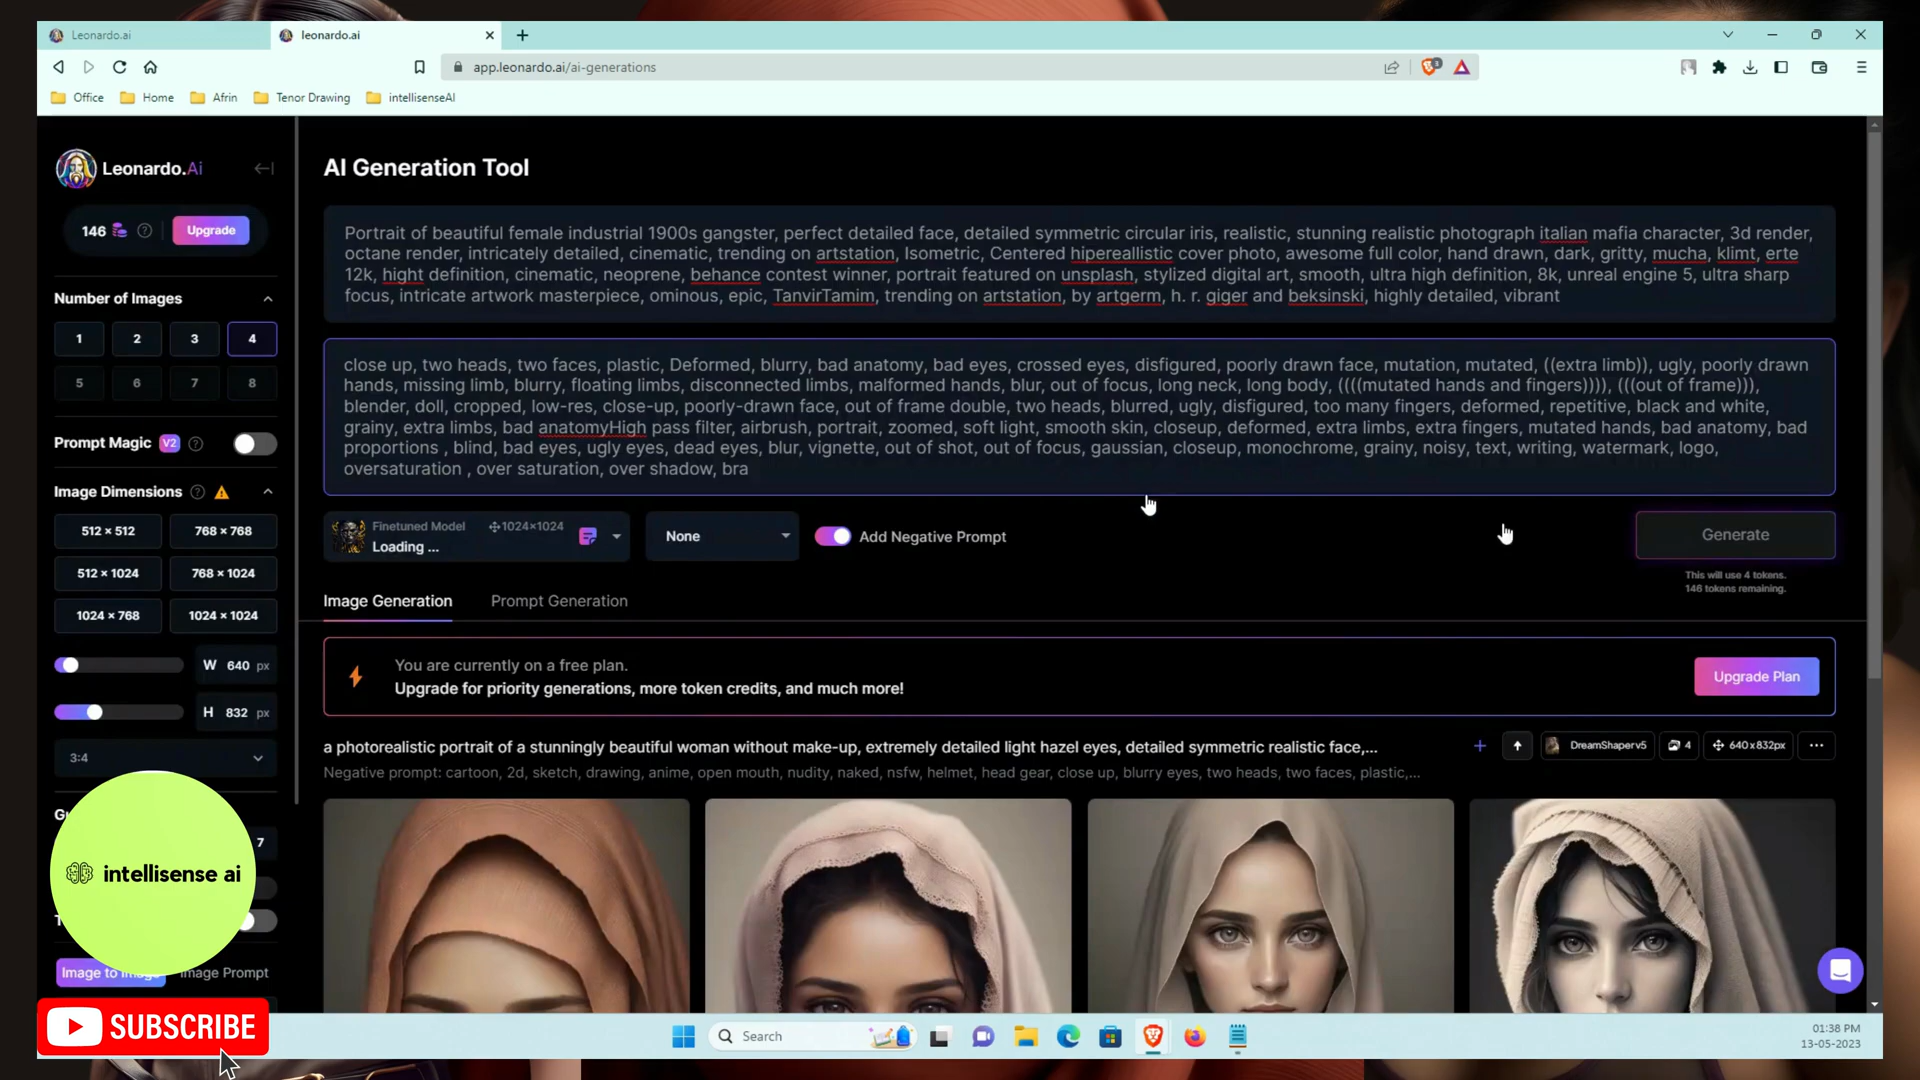 Leonardo.ai
leonardo.ai
app.leonardo.ai/ai-generations
3
Office
Home
Afrin
Tenor Drawing
intellisenseAI
Leonardo.Ai
146
Upgrade
Number of Images
1
2
3
4
5
6
7
8
Prompt Magic V2
Image Dimensions
512 × 512
768 × 768
512 × 1024
768 × 1024
1024 × 768
1024 × 1024
W 640 px
H 832 px
3:4
7
intellisense ai
Image to
Image Prompt
SUBSCRIBE
AI Generation Tool
Portrait of beautiful female industrial 1900s gangster, perfect detailed face, detailed symmetric circular iris, realistic, stunning realistic photograph italian mafia character, 3d render,
octane render, intricately detailed, cinematic, trending on artstation, Isometric, Centered hipereallistic cover photo, awesome full color, hand drawn, dark, gritty, mucha, klimt, erte
12k, hight definition, cinematic, neoprene, behance contest winner, portrait featured on unsplash, stylized digital art, smooth, ultra high definition, 8k, unreal engine 5, ultra sharp
focus, intricate artwork masterpiece, ominous, epic, TanvirTamim, trending on artstation, by artgerm, h. r. giger and beksinski, highly detailed, vibrant
close up, two heads, two faces, plastic, Deformed, blurry, bad anatomy, bad eyes, crossed eyes, disfigured, poorly drawn face, mutation, mutated, ((extra limb)), ugly, poorly drawn
hands, missing limb, blurry, floating limbs, disconnected limbs, malformed hands, blur, out of focus, long neck, long body, ((((mutated hands and fingers)))), (((out of frame))),
blender, doll, cropped, low-res, close-up, poorly-drawn face, out of frame double, two heads, blurred, ugly, disfigured, too many fingers, deformed, repetitive, black and white,
grainy, extra limbs, bad anatomyHigh pass filter, airbrush, portrait, zoomed, soft light, smooth skin, closeup, deformed, extra limbs, extra fingers, mutated hands, bad anatomy, bad
proportions , blind, bad eyes, ugly eyes, dead eyes, blur, vignette, out of shot, out of focus, gaussian, closeup, monochrome, grainy, noisy, text, writing, watermark, logo,
oversaturation , over saturation, over shadow, bra
Finetuned Model
1024×1024
Loading ...
None
Add Negative Prompt
Generate
This will use 4 tokens.
146 tokens remaining.
Image Generation
Prompt Generation
You are currently on a free plan.
Upgrade for priority generations, more token credits, and much more!
Upgrade Plan
a photorealistic portrait of a stunningly beautiful woman without make-up, extremely detailed light hazel eyes, detailed symmetric realistic face,...
DreamShaper v5
4
640x832px
Negative prompt: cartoon, 2d, sketch, drawing, anime, open mouth, nudity, naked, nsfw, helmet, head gear, close up, blurry eyes, two heads, two faces, plastic,...
Search
01:38 PM
13-05-2023